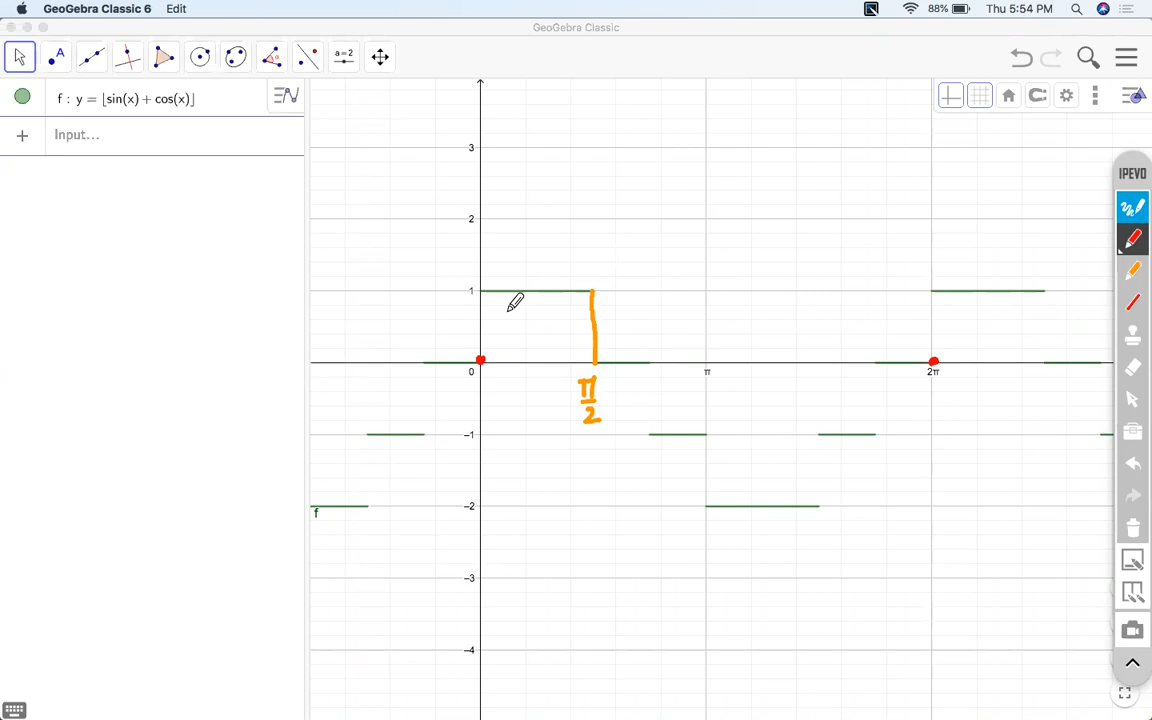 GeoGebra Classic 6 Edit
88% Thu 5:54 PM
GeoGebra Classic
A
a=2
f : y = ⌊sin(x) + cos(x)⌋
Input…
IPEVO
3
2
1
0
π
2π
π/2
–1
–2
f
–3
–4